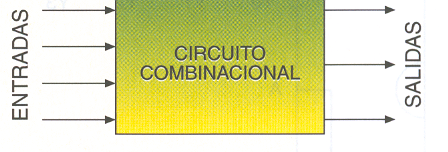 ENTRADAS
CIRCUITO
COMBINACIONAL
SALIDAS